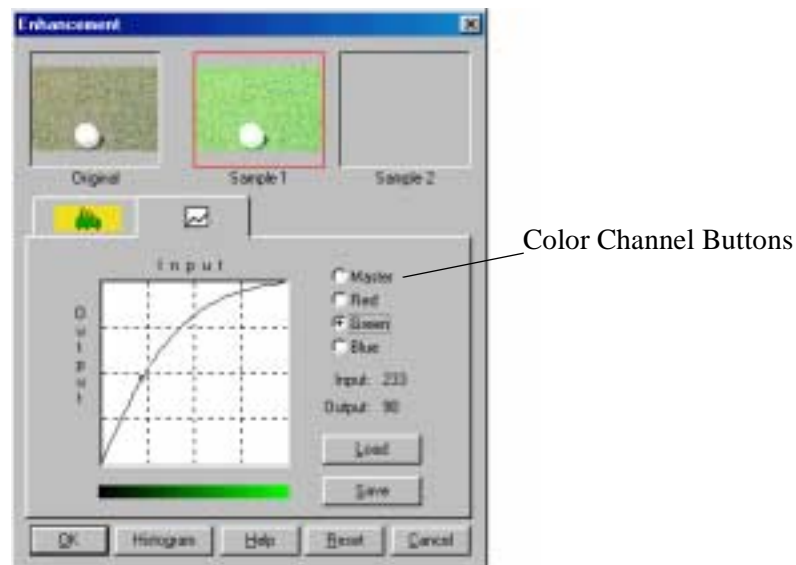 Enhancement
Original
Sample 1
Sample 2
Input
Output
Master
Red
Green
Blue
Input: 233
Output: 98
Load
Save
OK
Histogram
Help
Reset
Cancel
Color Channel Buttons